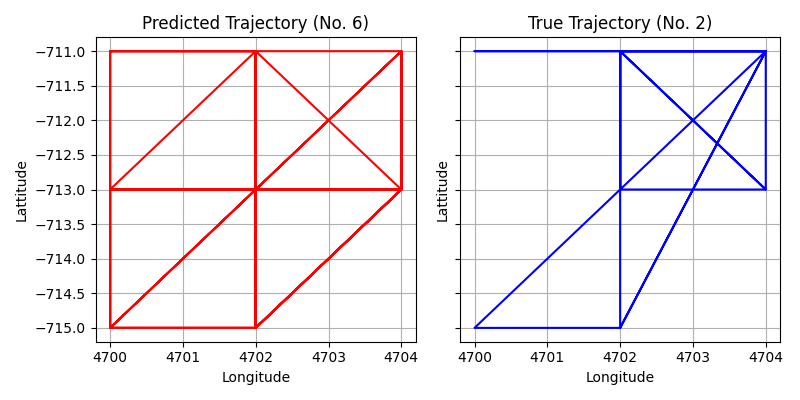 Predicted Trajectory (No. 6)
True Trajectory (No. 2)
Lattitude
−711.0
−711.5
−712.0
−712.5
−713.0
−713.5
−714.0
−714.5
−715.0
4700 4701 4702 4703 4704
Longitude
Lattitude
4700 4701 4702 4703 4704
Longitude